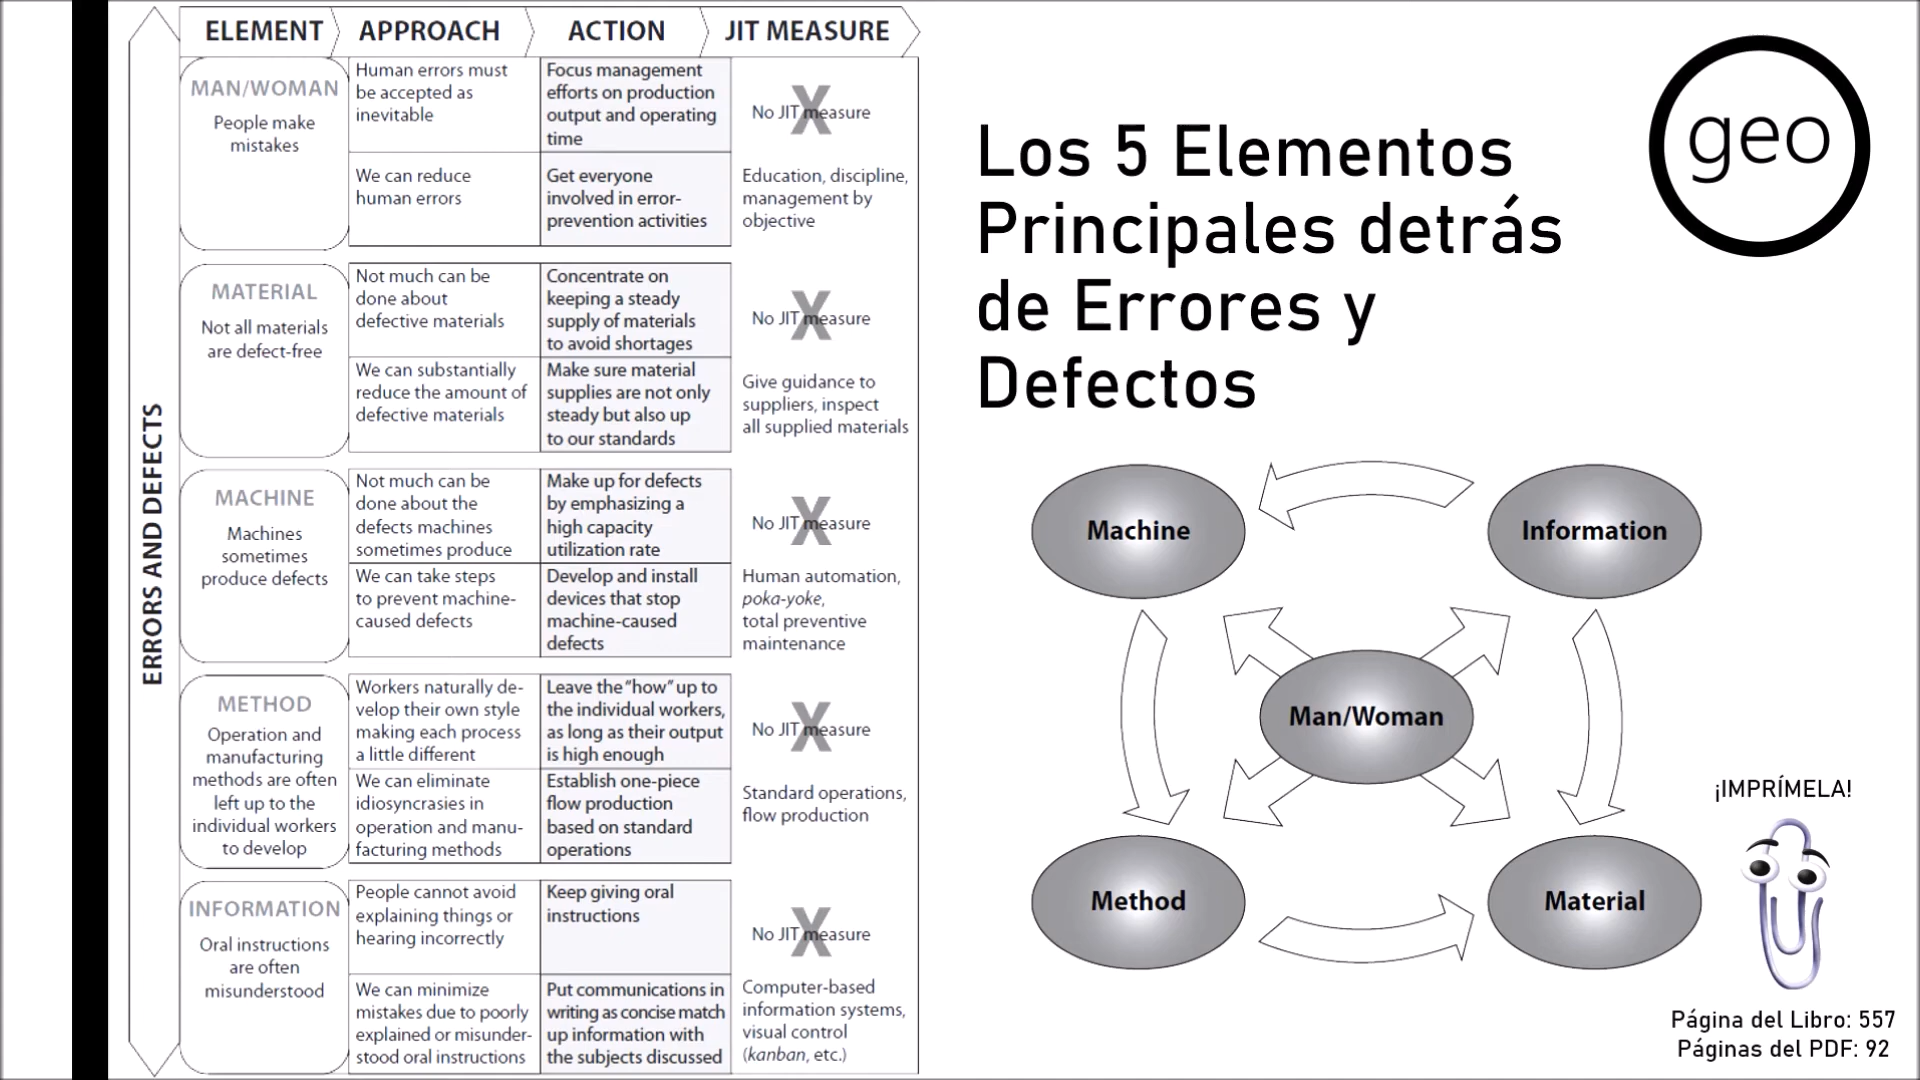 ELEMENT
APPROACH
ACTION
JIT MEASURE
ERRORS AND DEFECTS
MAN/WOMAN
People make
mistakes
Human errors must
be accepted as
inevitable
Focus management
efforts on production
output and operating
time
No JIT measure
X
We can reduce
human errors
Get everyone
involved in error-
prevention activities
Education, discipline,
management by
objective
MATERIAL
Not all materials
are defect-free
Not much can be
done about
defective materials
Concentrate on
keeping a steady
supply of materials
to avoid shortages
No JIT measure
X
We can substantially
reduce the amount of
defective materials
Make sure material
supplies are not only
steady but also up
to our standards
Give guidance to
suppliers, inspect
all supplied materials
MACHINE
Machines
sometimes
produce defects
Not much can be
done about the
defects machines
sometimes produce
Make up for defects
by emphasizing a
high capacity
utilization rate
No JIT measure
X
We can take steps
to prevent machine-
caused defects
Develop and install
devices that stop
machine-caused
defects
Human automation,
poka-yoke,
total preventive
maintenance
METHOD
Operation and
manufacturing
methods are often
left up to the
individual workers
to develop
Workers naturally de-
velop their own style
making each process
a little different
Leave the “how” up to
the individual workers,
as long as their output
is high enough
No JIT measure
X
We can eliminate
idiosyncrasies in
operation and manu-
facturing methods
Establish one-piece
flow production
based on standard
operations
Standard operations,
flow production
INFORMATION
Oral instructions
are often
misunderstood
People cannot avoid
explaining things or
hearing incorrectly
Keep giving oral
instructions
No JIT measure
X
We can minimize
mistakes due to poorly
explained or misunder-
stood oral instructions
Put communications in
writing as concise match
up information with
the subjects discussed
Computer-based
information systems,
visual control
(kanban, etc.)
Los 5 Elementos
Principales detrás
de Errores y
Defectos
geo
Machine
Information
Man/Woman
Method
Material
¡IMPRÍMELA!
Página del Libro: 557
Páginas del PDF: 92